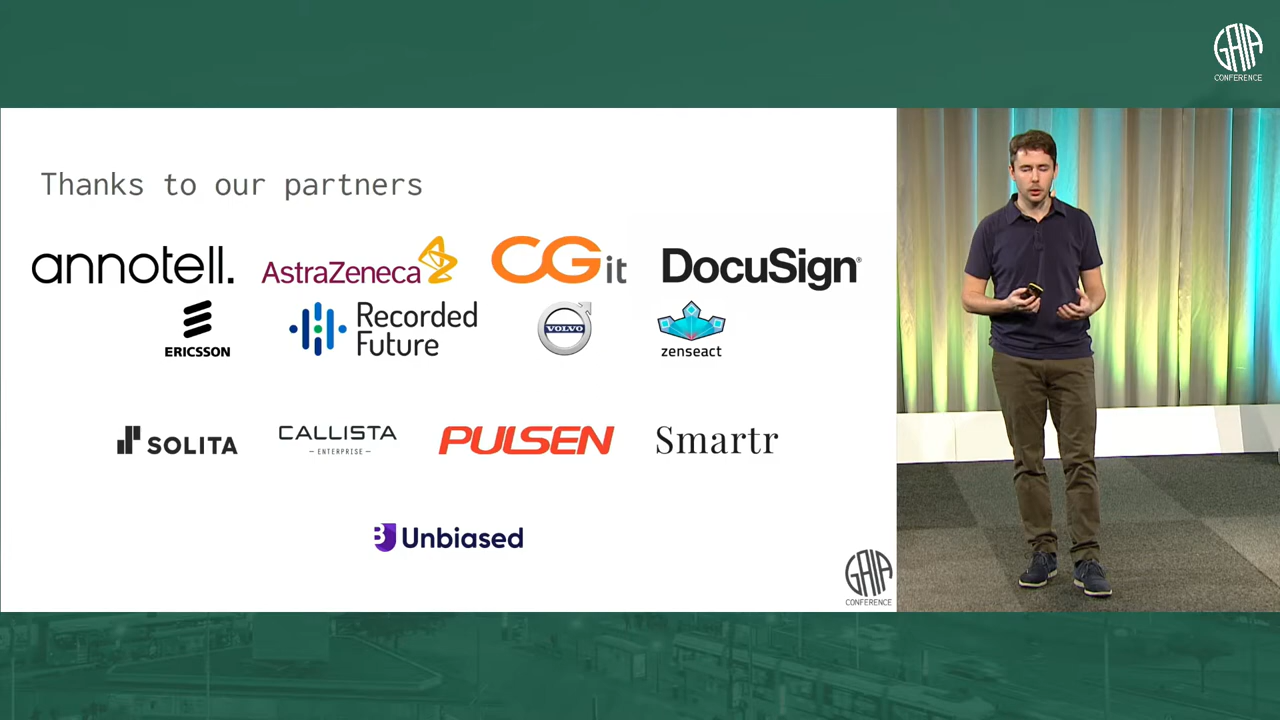 GAIA
CONFERENCE
Thanks to our partners
annotell.
AstraZeneca
CGit
DocuSign®
ERICSSON
Recorded
Future
VOLVO
zenseact
SOLITA
CALLISTA
– ENTERPRISE –
PULSEN
Smartr
B Unbiased
GAIA
CONFERENCE